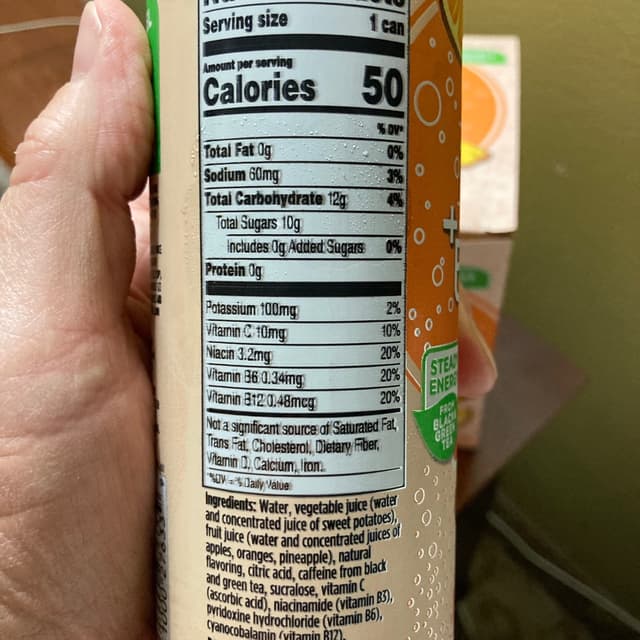 Serving size 1 can
Amount per serving
Calories 50
% DV*
Total Fat 0g 0%
Sodium 60mg 3%
Total Carbohydrate 12g 4%
Total Sugars 10g
Includes 0g Added Sugars 0%
Protein 0g
Potassium 100mg 2%
Vitamin C 10mg 10%
Niacin 3.2mg 20%
Vitamin B6 0.34mg 20%
Vitamin B12 0.48mcg 20%
Not a significant source of Saturated Fat,
Trans Fat, Cholesterol, Dietary Fiber,
Vitamin D, Calcium, Iron.
*%DV = % Daily Value
Ingredients: Water, vegetable juice (water
and concentrated juice of sweet potatoes),
fruit juice (water and concentrated juices of
apples, oranges, pineapple), natural
flavoring, citric acid, caffeine from black
and green tea, sucralose, vitamin C
(ascorbic acid), niacinamide (vitamin B3),
pyridoxine hydrochloride (vitamin B6),
cyanocobalamin (vitamin B12).
FROM
BLACK
GREEN
TEA